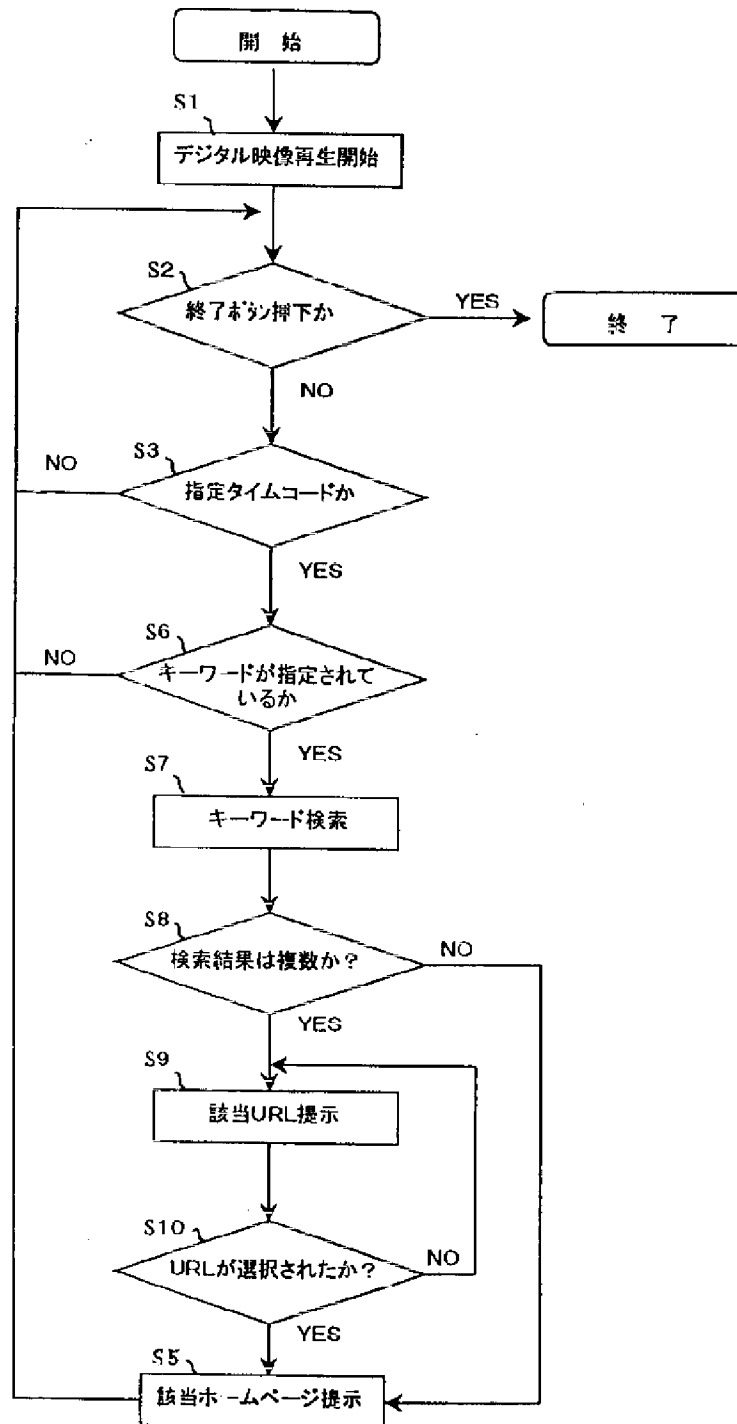 開 始
S1
デジタル映像再生開始
S2
終了ボタン押下か
YES
終 了
NO
S3
NO
指定タイムコードか
YES
S6
NO
キーワードが指定されて
いるか
YES
S7
キーワード検索
S8
検索結果は複数か？
NO
YES
S9
該当URL提示
S10
URLが選択されたか？
NO
YES
S5
該当ホームページ提示